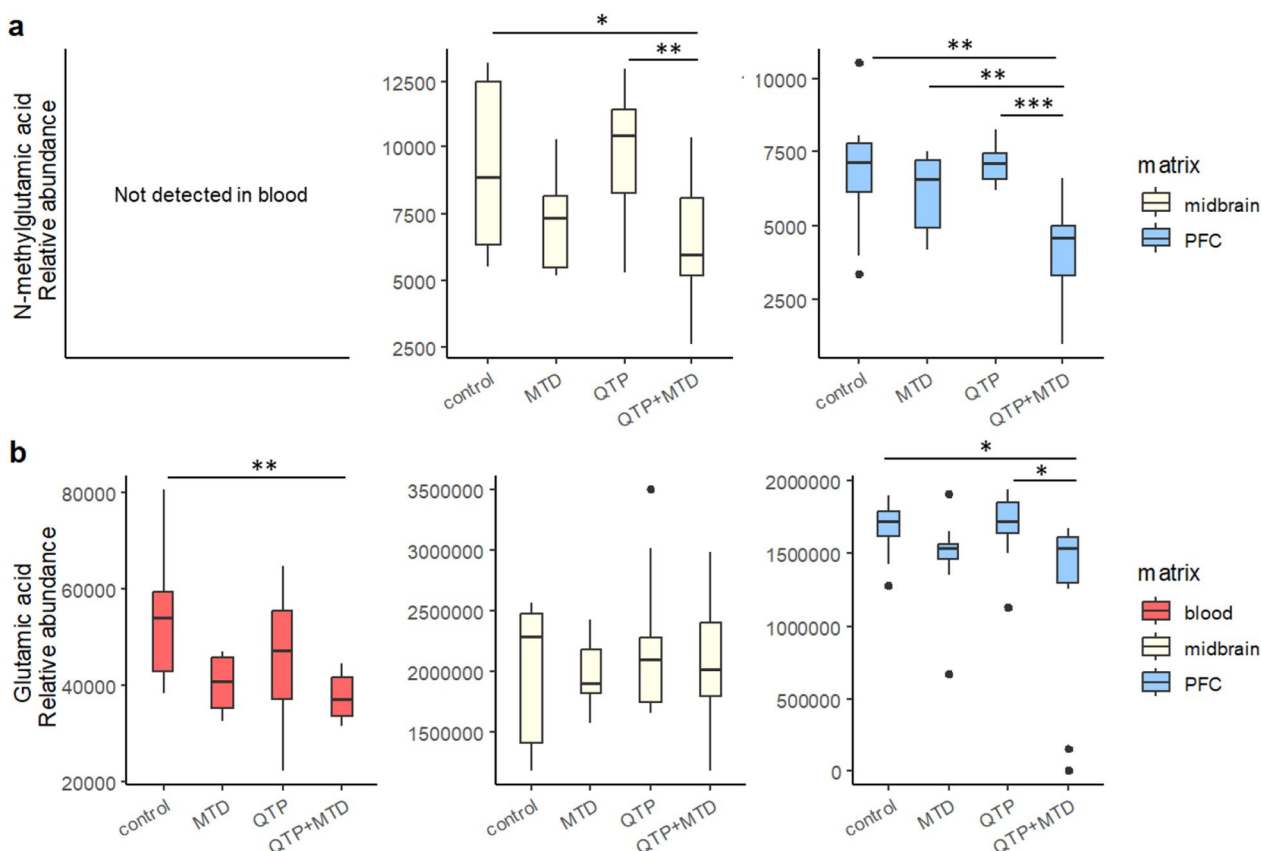 a
N-methylglutamic acid
Relative abundance
Not detected in blood
*
**
12500
10000
7500
5000
2500
control
MTD
QTP
QTP+MTD
**
**
***
10000
7500
5000
2500
control
MTD
QTP
QTP+MTD
matrix
midbrain
PFC
b
Glutamic acid
Relative abundance
**
80000
60000
40000
20000
control
MTD
QTP
QTP+MTD
3500000
3000000
2500000
2000000
1500000
control
MTD
QTP
QTP+MTD
*
*
2000000
1500000
1000000
500000
0
control
MTD
QTP
QTP+MTD
matrix
blood
midbrain
PFC